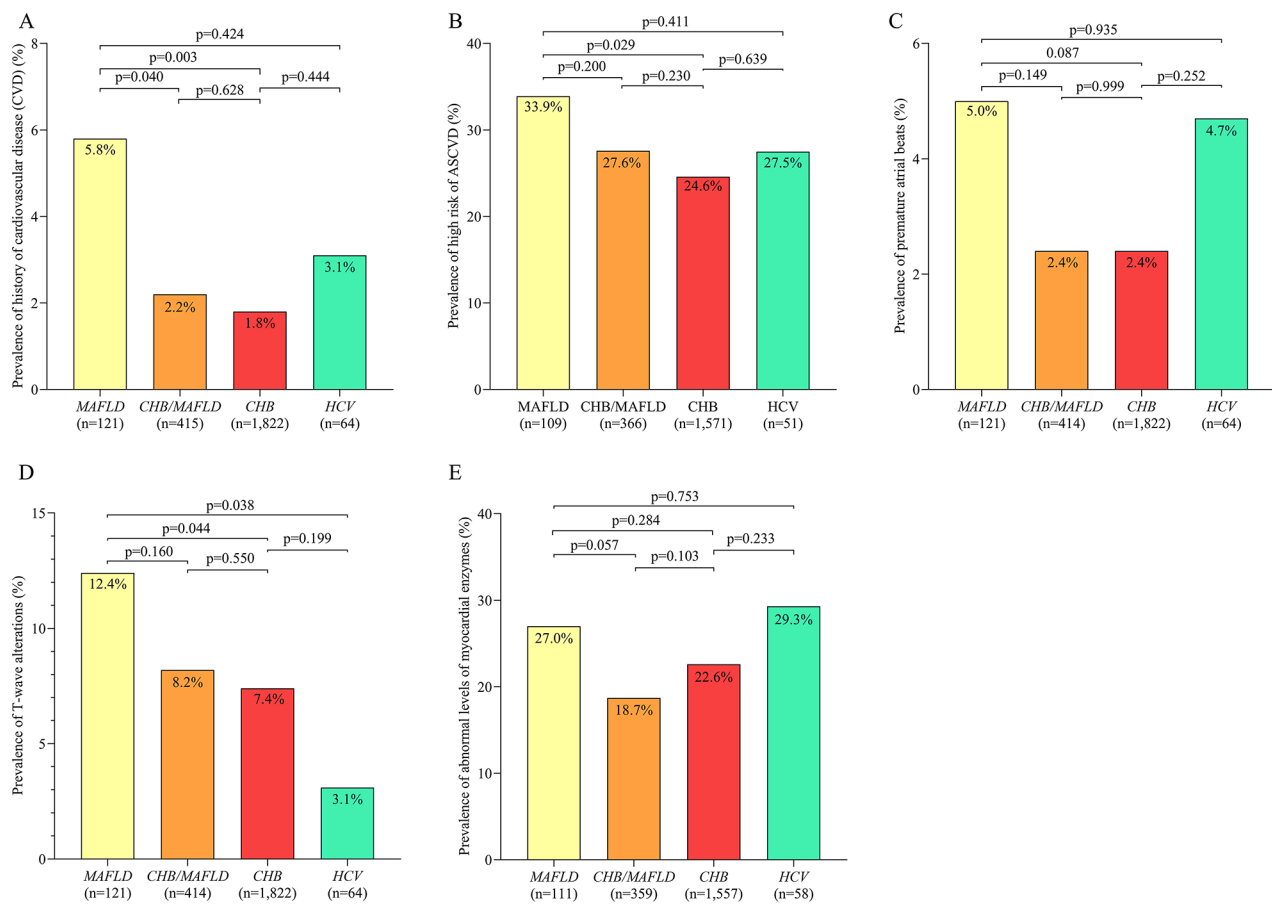 A
Prevalence of history of cardiovascular disease (CVD) (%)
8
6
4
2
0
p=0.424
p=0.003
p=0.040
p=0.444
p=0.628
5.8%
2.2%
1.8%
3.1%
MAFLD CHB/MAFLD CHB HCV
(n=121) (n=415) (n=1,822) (n=64)
B
Prevalence of high risk of ASCVD (%)
40
30
20
10
0
p=0.411
p=0.029
p=0.639
p=0.200
p=0.230
33.9%
27.6%
24.6%
27.5%
MAFLD CHB/MAFLD CHB HCV
(n=109) (n=366) (n=1,571) (n=51)
C
Prevalence of premature atrial beats (%)
6
4
2
0
p=0.935
0.087
p=0.149
p=0.252
p=0.999
5.0%
2.4%
2.4%
4.7%
MAFLD CHB/MAFLD CHB HCV
(n=121) (n=414) (n=1,822) (n=64)
D
Prevalence of T-wave alterations (%)
15
10
5
0
p=0.038
p=0.044
p=0.199
p=0.160
p=0.550
12.4%
8.2%
7.4%
3.1%
MAFLD CHB/MAFLD CHB HCV
(n=121) (n=414) (n=1,822) (n=64)
E
Prevalence of abnormal levels of myocardial enzymes (%)
40
30
20
10
0
p=0.753
p=0.284
p=0.233
p=0.057
p=0.103
27.0%
18.7%
22.6%
29.3%
MAFLD CHB/MAFLD CHB HCV
(n=111) (n=359) (n=1,557) (n=58)